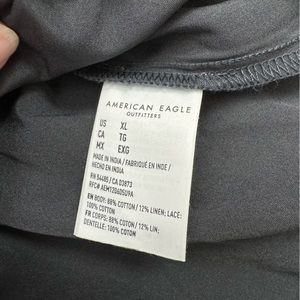 AMERICAN EAGLE
OUTFITTERS
US XL
CA TG
MX EXG
MADE IN INDIA / FABRIQUÉ EN INDE /
HECHO EN INDIA
RN 54485 / CA 03873
EN BODY: 88% COTTON / 12% LINEN; LACE:
100% COTTON
FR CORPS: 88% COTON / 12% LIN;
DENTELLE: 100% COTON